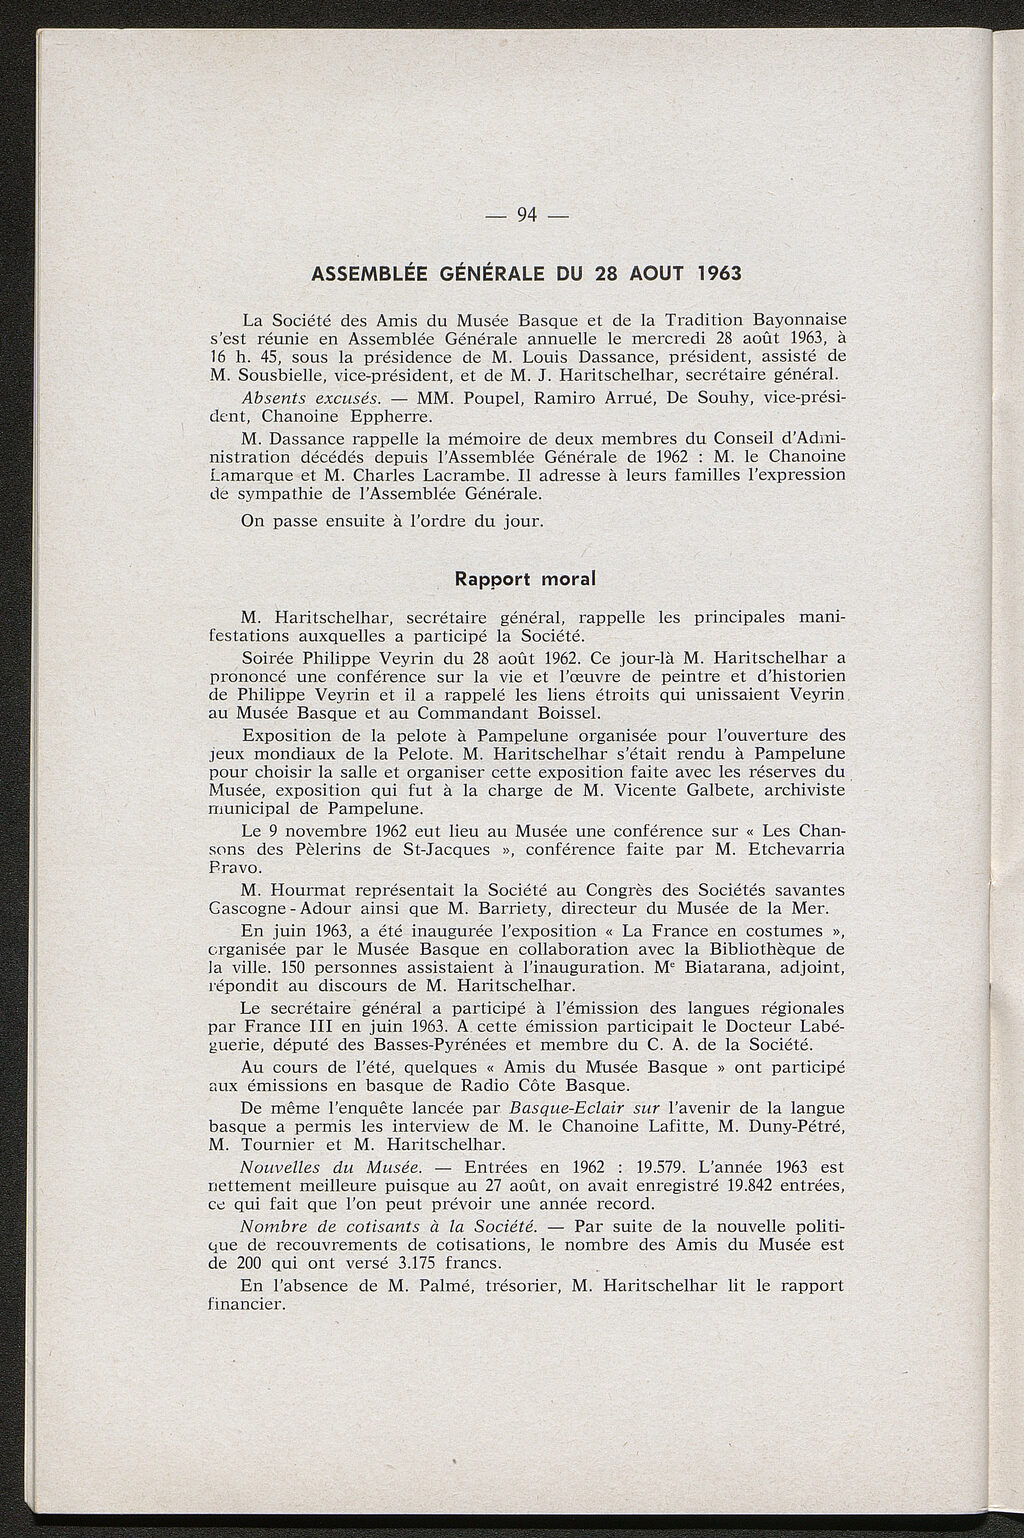 — 94 —
ASSEMBLÉE GÉNÉRALE DU 28 AOUT 1963
La Société des Amis du Musée Basque et de la Tradition Bayonnaise
s'est réunie en Assemblée Générale annuelle le mercredi 28 août 1963, à
16 h. 45, sous la présidence de M. Louis Dassance, président, assisté de
M. Sousbielle, vice-président, et de M. J. Haritschelhar, secrétaire général.
Absents excusés. — MM. Poupel, Ramiro Arrué, De Souhy, vice-prési-
dent, Chanoine Eppherre.
M. Dassance rappelle la mémoire de deux membres du Conseil d'Admi-
nistration décédés depuis l'Assemblée Générale de 1962 : M. le Chanoine
Lamarque et M. Charles Lacrambe. Il adresse à leurs familles l'expression
de sympathie de l'Assemblée Générale.
On passe ensuite à l'ordre du jour.
Rapport moral
M. Haritschelhar, secrétaire général, rappelle les principales mani-
festations auxquelles a participé la Société.
Soirée Philippe Veyrin du 28 août 1962. Ce jour-là M. Haritschelhar a
prononcé une conférence sur la vie et l'œuvre de peintre et d'historien
de Philippe Veyrin et il a rappelé les liens étroits qui unissaient Veyrin
au Musée Basque et au Commandant Boissel.
Exposition de la pelote à Pampelune organisée pour l'ouverture des
jeux mondiaux de la Pelote. M. Haritschelhar s'était rendu à Pampelune
pour choisir la salle et organiser cette exposition faite avec les réserves du
Musée, exposition qui fut à la charge de M. Vicente Galbete, archiviste
municipal de Pampelune.
Le 9 novembre 1962 eut lieu au Musée une conférence sur « Les Chan-
sons des Pèlerins de St-Jacques », conférence faite par M. Etchevarria
Bravo.
M. Hourmat représentait la Société au Congrès des Sociétés savantes
Gascogne - Adour ainsi que M. Barriety, directeur du Musée de la Mer.
En juin 1963, a été inaugurée l'exposition « La France en costumes »,
organisée par le Musée Basque en collaboration avec la Bibliothèque de
la ville. 150 personnes assistaient à l'inauguration. Me Biatarana, adjoint,
répondit au discours de M. Haritschelhar.
Le secrétaire général a participé à l'émission des langues régionales
par France III en juin 1963. A cette émission participait le Docteur Labé-
guerie, député des Basses-Pyrénées et membre du C. A. de la Société.
Au cours de l'été, quelques « Amis du Musée Basque » ont participé
aux émissions en basque de Radio Côte Basque.
De même l'enquête lancée par Basque-Eclair sur l'avenir de la langue
basque a permis les interview de M. le Chanoine Lafitte, M. Duny-Pétré,
M. Tournier et M. Haritschelhar.
Nouvelles du Musée. — Entrées en 1962 : 19.579. L'année 1963 est
nettement meilleure puisque au 27 août, on avait enregistré 19.842 entrées,
ce qui fait que l'on peut prévoir une année record.
Nombre de cotisants à la Société. — Par suite de la nouvelle politi-
que de recouvrements de cotisations, le nombre des Amis du Musée est
de 200 qui ont versé 3.175 francs.
En l'absence de M. Palmé, trésorier, M. Haritschelhar lit le rapport
financier.